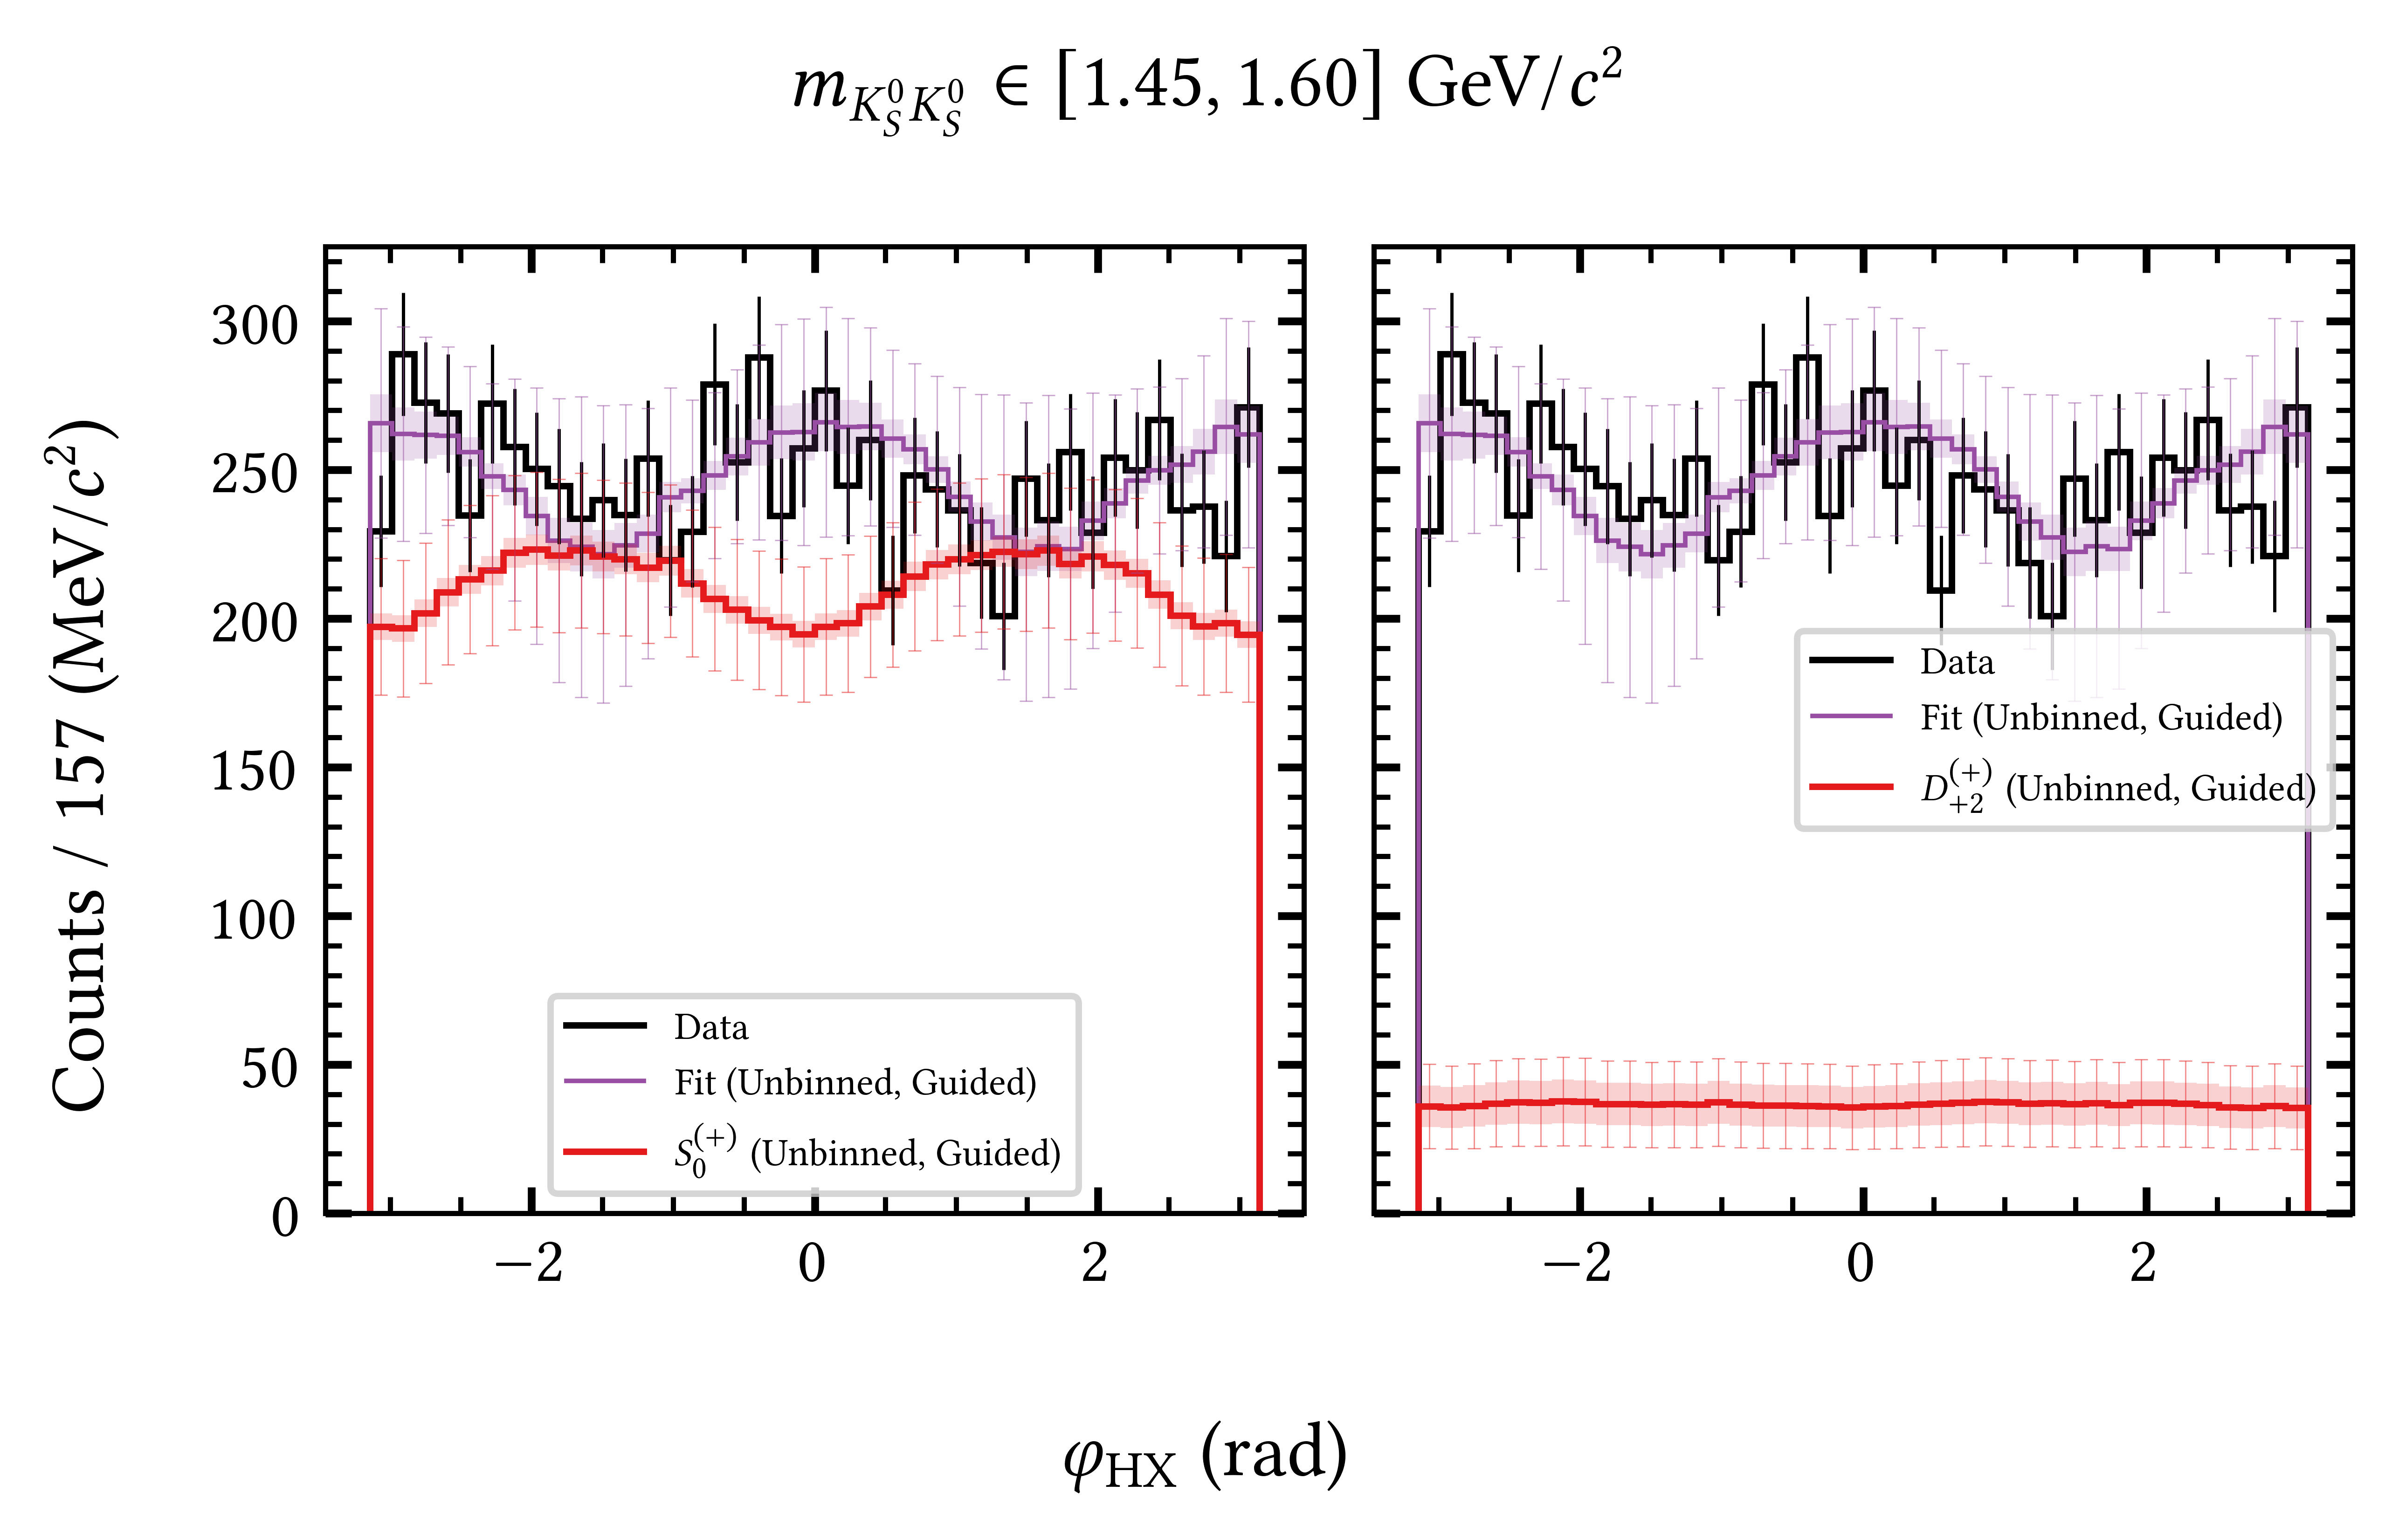 m_{K_S^0 K_S^0} ∈ [1.45, 1.60] GeV/c²
Counts / 157 (MeV/c²)
300
250
200
150
100
50
0
−2
0
2
Data
Fit (Unbinned, Guided)
S_0^{(+)} (Unbinned, Guided)
−2
0
2
Data
Fit (Unbinned, Guided)
D_{+2}^{(+)} (Unbinned, Guided)
φ_{HX} (rad)